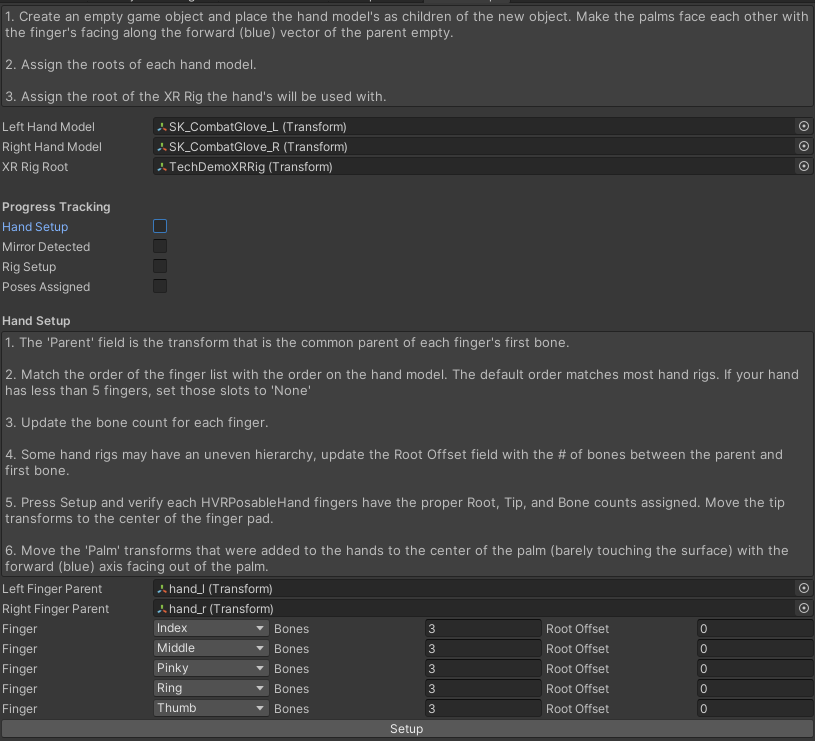 1. Create an empty game object and place the hand model's as children of the new object. Make the palms face each other with
the finger's facing along the forward (blue) vector of the parent empty.
2. Assign the roots of each hand model.
3. Assign the root of the XR Rig the hand's will be used with.
Left Hand Model SK_CombatGlove_L (Transform)
Right Hand Model SK_CombatGlove_R (Transform)
XR Rig Root TechDemoXRRig (Transform)
Progress Tracking
Hand Setup
Mirror Detected
Rig Setup
Poses Assigned
Hand Setup
1. The 'Parent' field is the transform that is the common parent of each finger's first bone.
2. Match the order of the finger list with the order on the hand model. The default order matches most hand rigs. If your hand
has less than 5 fingers, set those slots to 'None'
3. Update the bone count for each finger.
4. Some hand rigs may have an uneven hierarchy, update the Root Offset field with the # of bones between the parent and
first bone.
5. Press Setup and verify each HVRPosableHand fingers have the proper Root, Tip, and Bone counts assigned. Move the tip
transforms to the center of the finger pad.
6. Move the 'Palm' transforms that were added to the hands to the center of the palm (barely touching the surface) with the
forward (blue) axis facing out of the palm.
Left Finger Parent hand_l (Transform)
Right Finger Parent hand_r (Transform)
Finger Index Bones 3 Root Offset 0
Finger Middle Bones 3 Root Offset 0
Finger Pinky Bones 3 Root Offset 0
Finger Ring Bones 3 Root Offset 0
Finger Thumb Bones 3 Root Offset 0
Setup